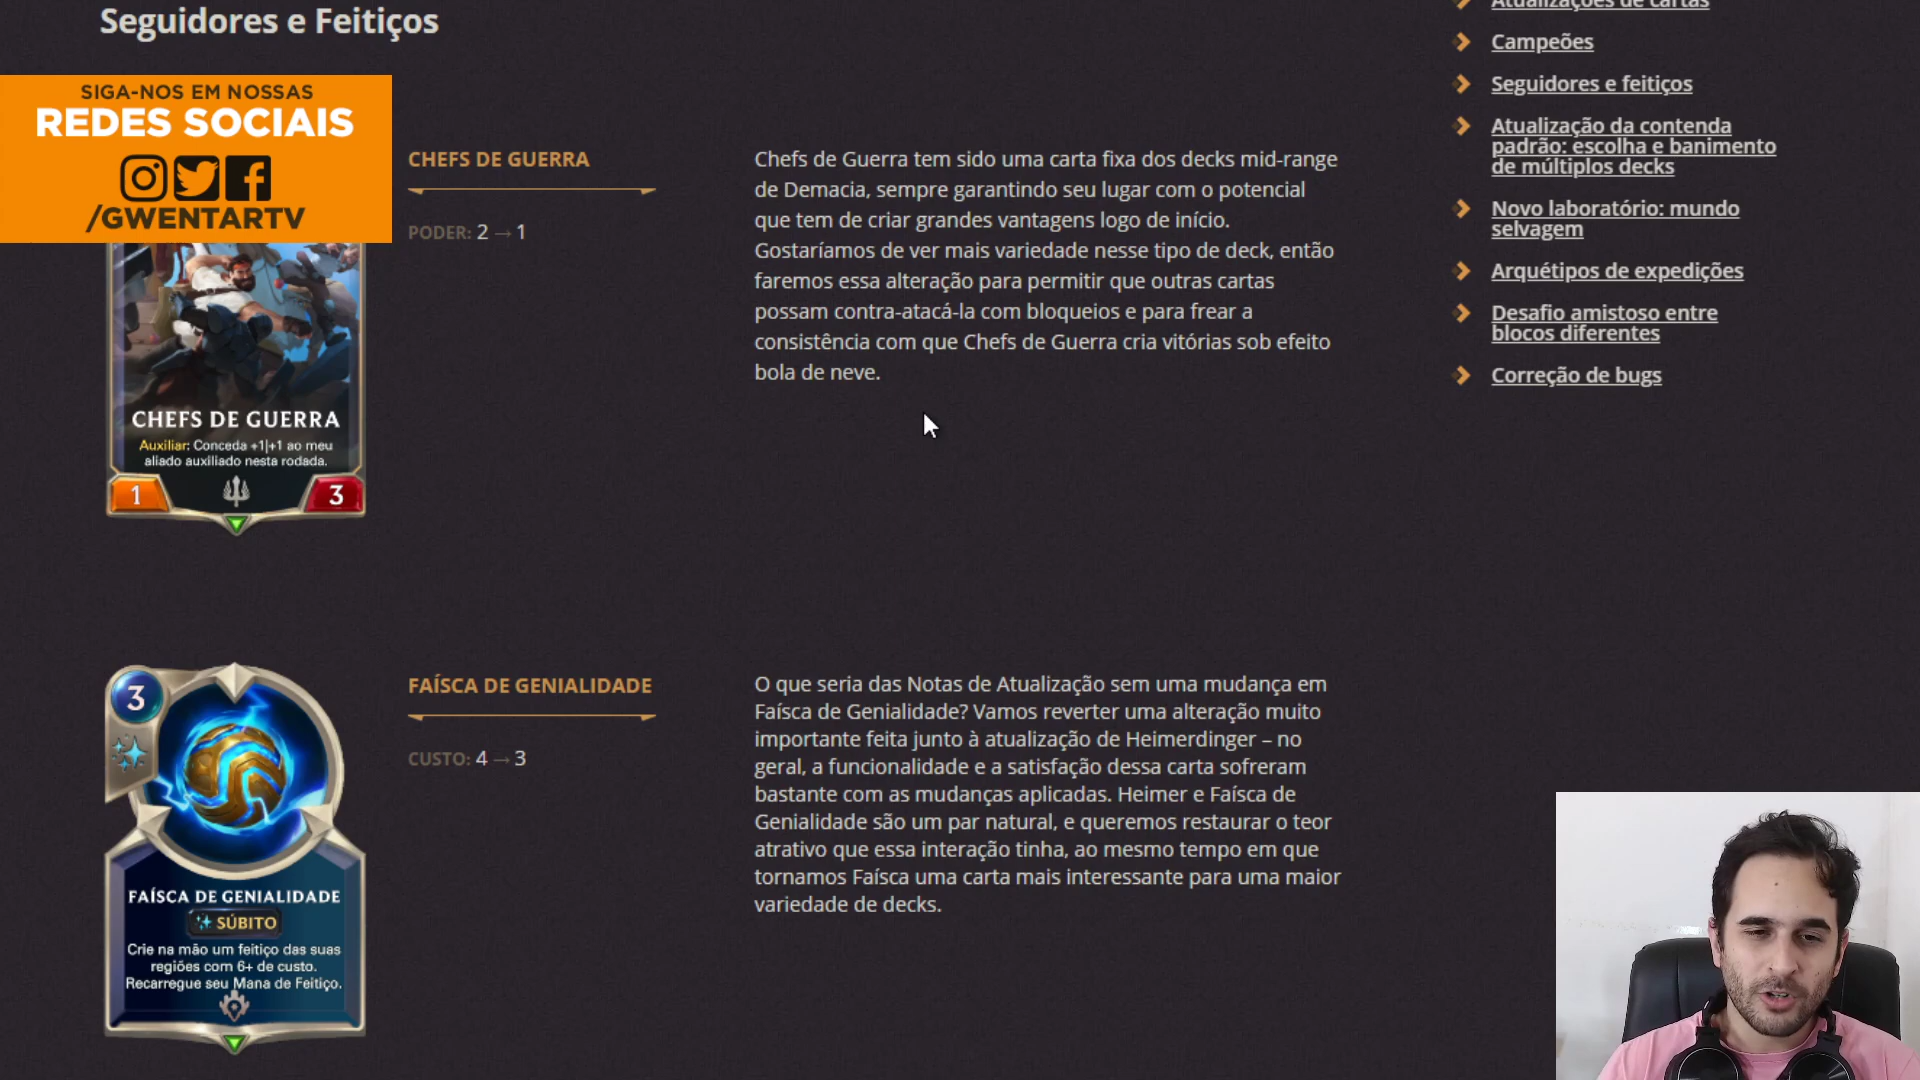 Seguidores e Feitiços
SIGA-NOS EM NOSSAS
REDES SOCIAIS
/GWENTARTV
CHEFS DE GUERRA
PODER: 2 → 1
Chefs de Guerra tem sido uma carta fixa dos decks mid-range
de Demacia, sempre garantindo seu lugar com o potencial
que tem de criar grandes vantagens logo de início.
Gostaríamos de ver mais variedade nesse tipo de deck, então
faremos essa alteração para permitir que outras cartas
possam contra-atacá-la com bloqueios e para frear a
consistência com que Chefs de Guerra cria vitórias sob efeito
bola de neve.
CHEFS DE GUERRA
Auxiliar: Conceda +1|+1 ao meu
aliado auxiliado nesta rodada.
1
3
3
FAÍSCA DE GENIALIDADE
SÚBITO
Crie na mão um feitiço das suas
regiões com 6+ de custo.
Recarregue seu Mana de Feitiço.
FAÍSCA DE GENIALIDADE
CUSTO: 4 → 3
O que seria das Notas de Atualização sem uma mudança em
Faísca de Genialidade? Vamos reverter uma alteração muito
importante feita junto à atualização de Heimerdinger – no
geral, a funcionalidade e a satisfação dessa carta sofreram
bastante com as mudanças aplicadas. Heimer e Faísca de
Genialidade são um par natural, e queremos restaurar o teor
atrativo que essa interação tinha, ao mesmo tempo em que
tornamos Faísca uma carta mais interessante para uma maior
variedade de decks.
Atualizações de cartas
Campeões
Seguidores e feitiços
Atualização da contenda
padrão: escolha e banimento
de múltiplos decks
Novo laboratório: mundo
selvagem
Arquétipos de expedições
Desafio amistoso entre
blocos diferentes
Correção de bugs